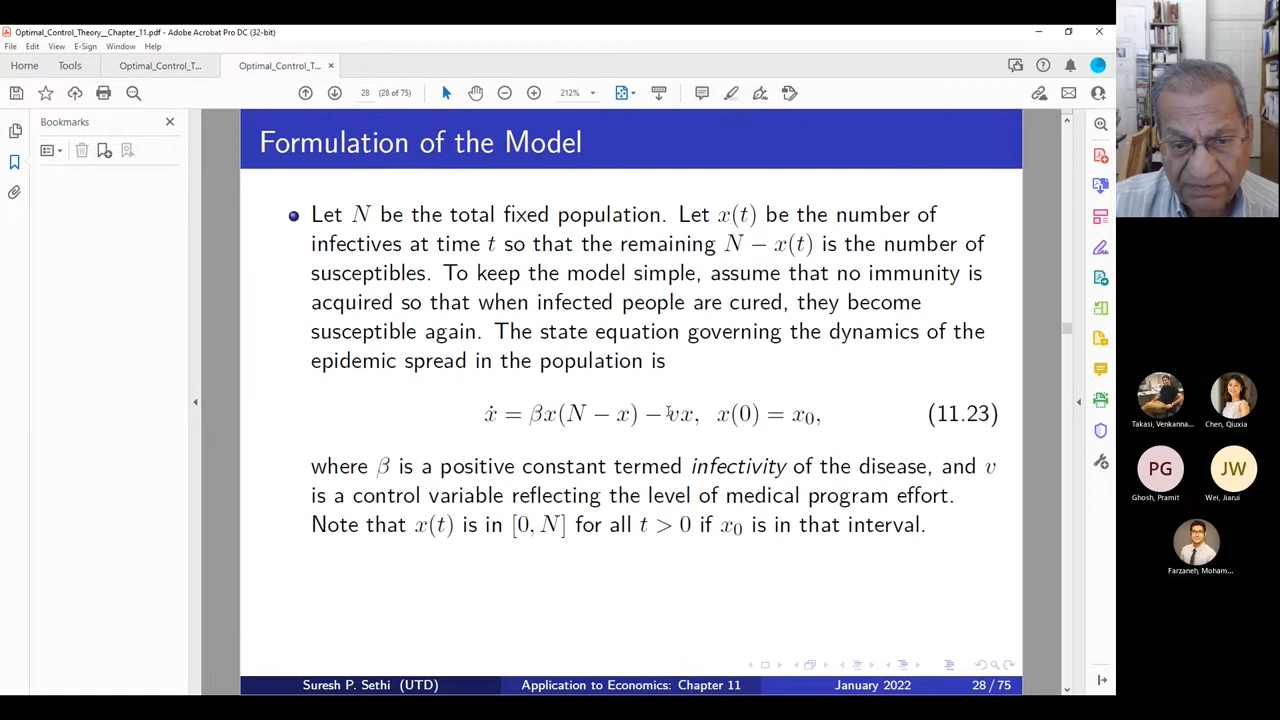 Optimal_Control_Theory__Chapter_11.pdf - Adobe Acrobat Pro DC (32-bit)
File Edit View E-Sign Window Help
Home Tools Optimal_Control_T... Optimal_Control_T... ×
28 (28 of 75) 212%
Bookmarks
Formulation of the Model
Let N be the total fixed population. Let x(t) be the number of
infectives at time t so that the remaining N − x(t) is the number of
susceptibles. To keep the model simple, assume that no immunity is
acquired so that when infected people are cured, they become
susceptible again. The state equation governing the dynamics of the
epidemic spread in the population is
ẋ = βx(N − x) − vx, x(0) = x₀, (11.23)
where β is a positive constant termed infectivity of the disease, and v
is a control variable reflecting the level of medical program effort.
Note that x(t) is in [0, N] for all t > 0 if x₀ is in that interval.
Suresh P. Sethi (UTD) Application to Economics: Chapter 11 January 2022 28 / 75
Takasi, Venkanna... Chen, Qiuxia
PG JW
Ghosh, Pramit Wei, Jiarui
Farzaneh, Moham...